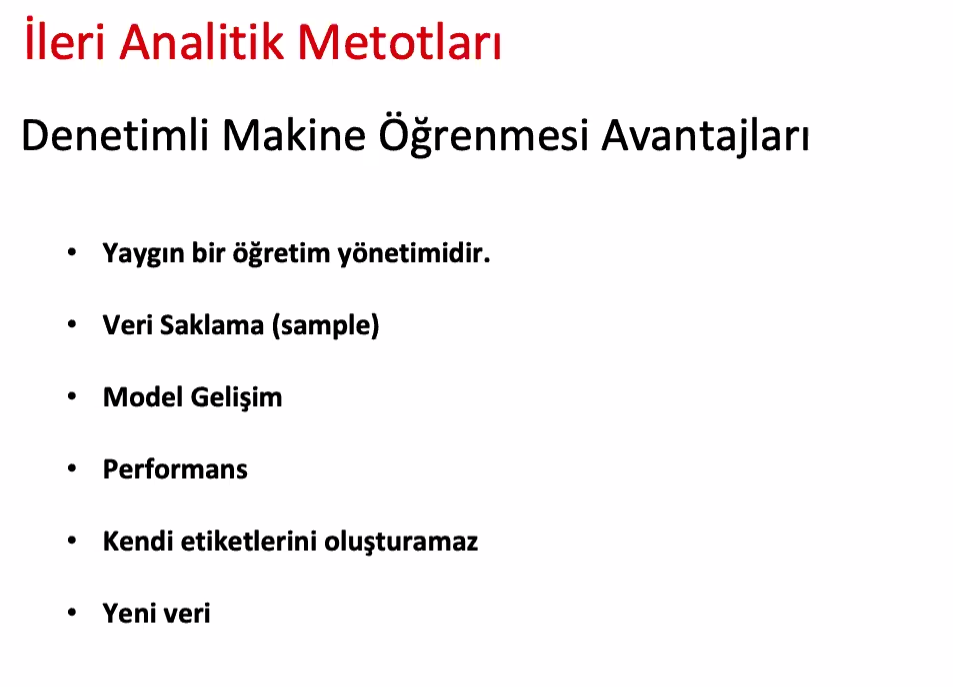 İleri Analitik Metotları
Denetimli Makine Öğrenmesi Avantajları
• Yaygın bir öğretim yönetimidir.
• Veri Saklama (sample)
• Model Gelişim
• Performans
• Kendi etiketlerini oluşturamaz
• Yeni veri